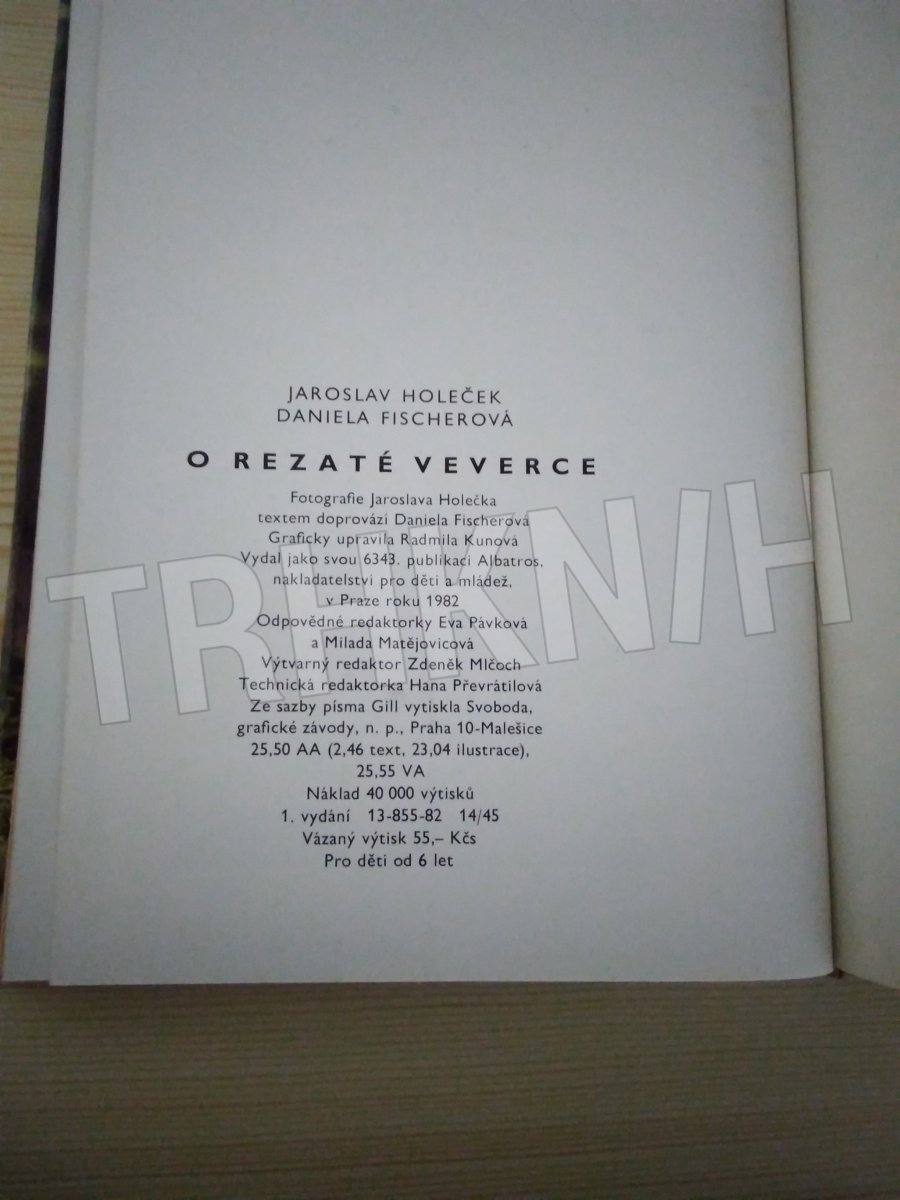 JAROSLAV HOLEČEK
DANIELA FISCHEROVÁ
O REZATÉ VEVERCE
Fotografie Jaroslava Holečka
textem doprovází Daniela Fischerová
Graficky upravila Radmila Kunová
Vydal jako svou 6343. publikaci Albatros,
nakladatelství pro děti a mládež,
v Praze roku 1982
Odpovědné redaktorky Eva Pávková
a Milada Matějovicová
Výtvarný redaktor Zdeněk Mlčoch
Technická redaktorka Hana Převrátilová
Ze sazby písma Gill vytiskla Svoboda,
grafické závody, n. p., Praha 10-Malešice
25,50 AA (2,46 text, 23,04 ilustrace),
25,55 VA
Náklad 40 000 výtisků
1. vydání 13-855-82 14/45
Vázaný výtisk 55,– Kčs
Pro děti od 6 let
TRHKNIH